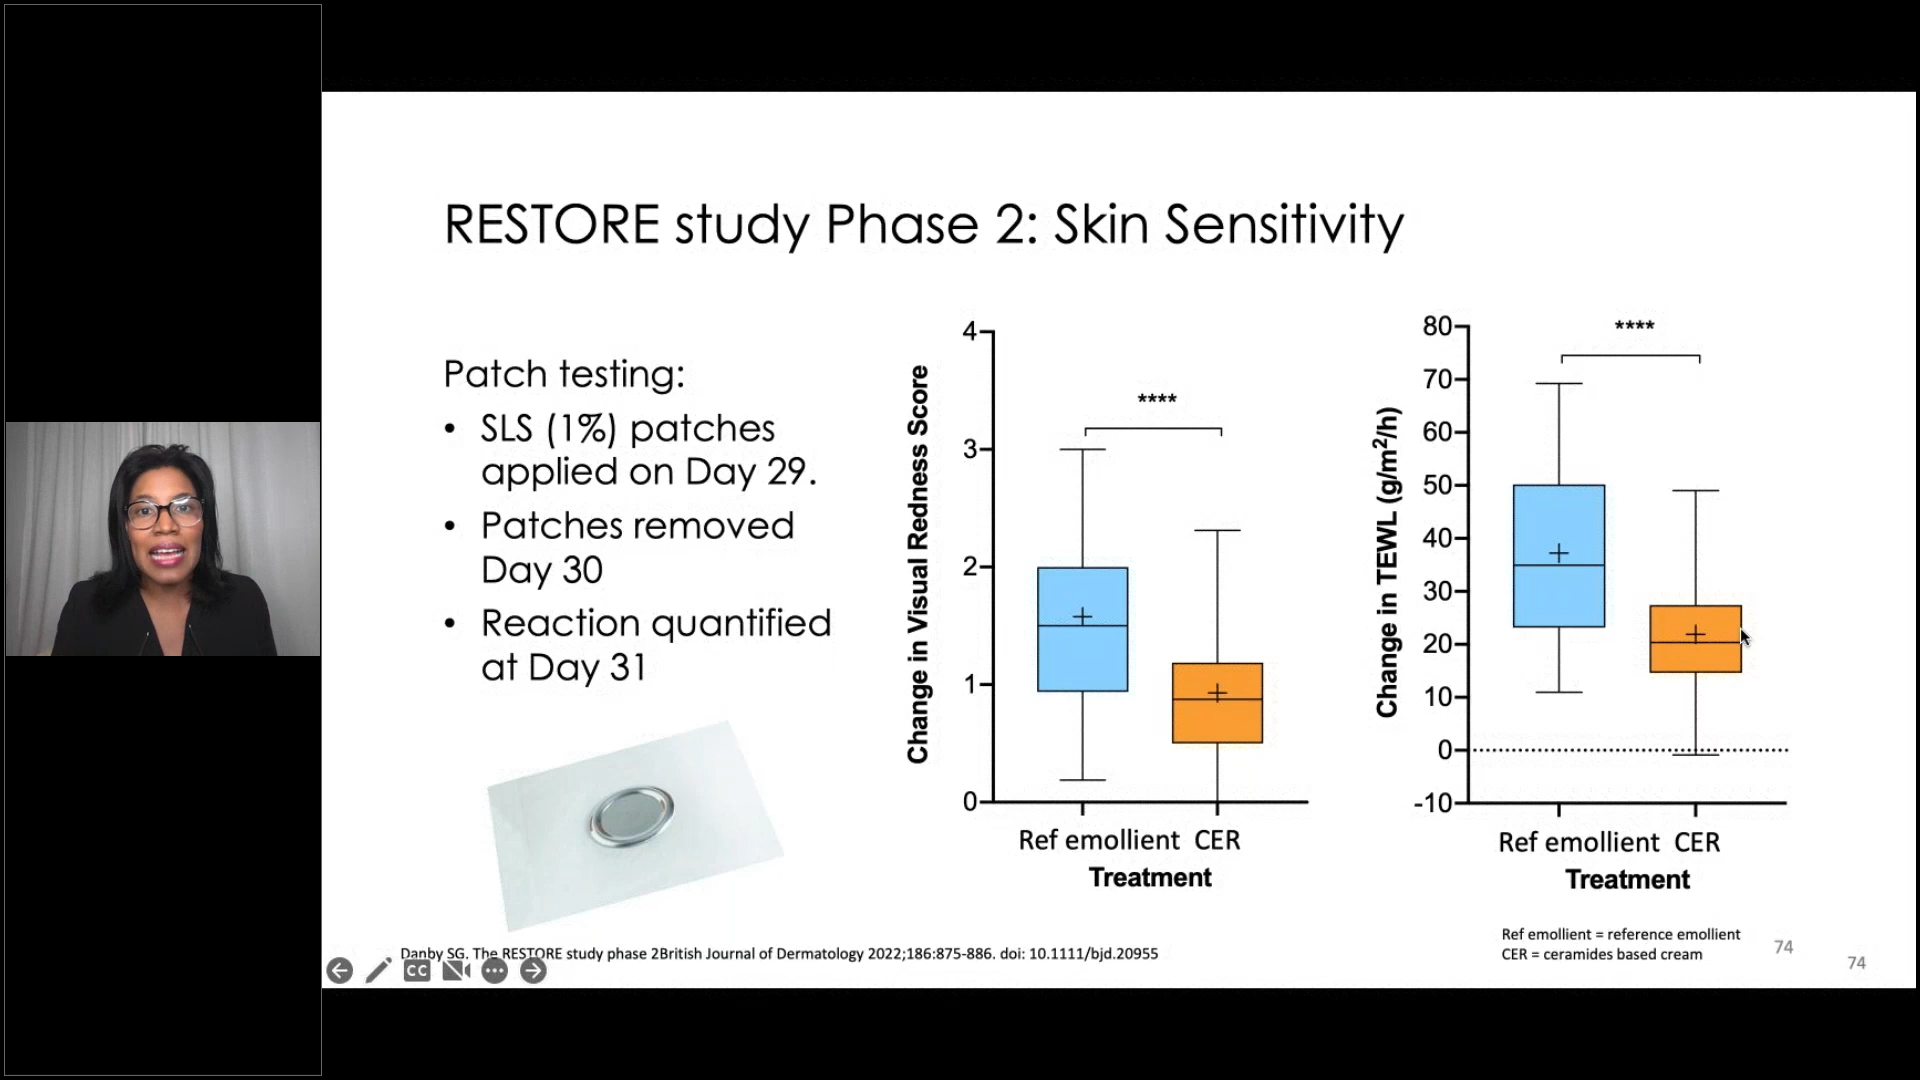 RESTORE study Phase 2: Skin Sensitivity
Patch testing:
• SLS (1%) patches
applied on Day 29.
• Patches removed
Day 30
• Reaction quantified
at Day 31
Change in Visual Redness Score
4
3
2
1
0
****
Ref emollient CER
Treatment
Change in TEWL (g/m²/h)
80
70
60
50
40
30
20
10
0
-10
****
Ref emollient CER
Treatment
Ref emollient = reference emollient
CER = ceramides based cream
74
74
Danby SG. The RESTORE study phase 2British Journal of Dermatology 2022;186:875-886. doi: 10.1111/bjd.20955
CC